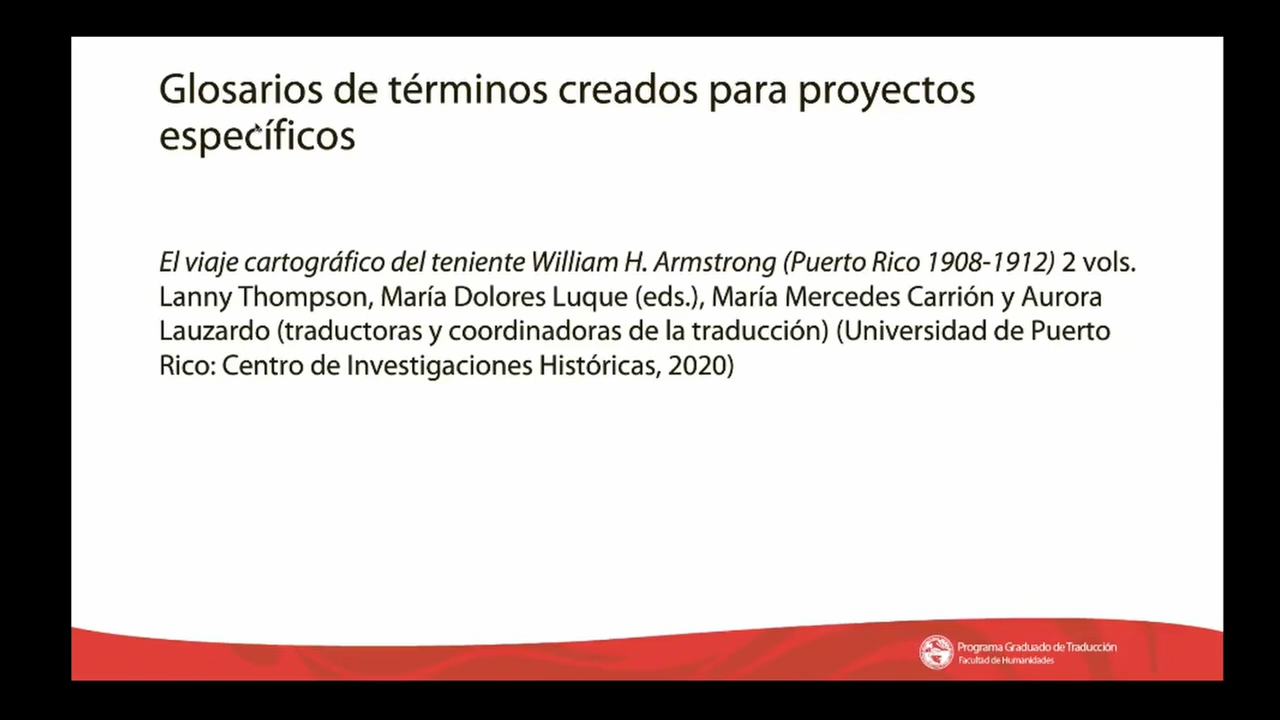 Glosarios de términos creados para proyectos
específicos
El viaje cartográfico del teniente William H. Armstrong (Puerto Rico 1908-1912) 2 vols.
Lanny Thompson, María Dolores Luque (eds.), María Mercedes Carrión y Aurora
Lauzardo (traductoras y coordinadoras de la traducción) (Universidad de Puerto
Rico: Centro de Investigaciones Históricas, 2020)
Programa Graduado de Traducción
Facultad de Humanidades